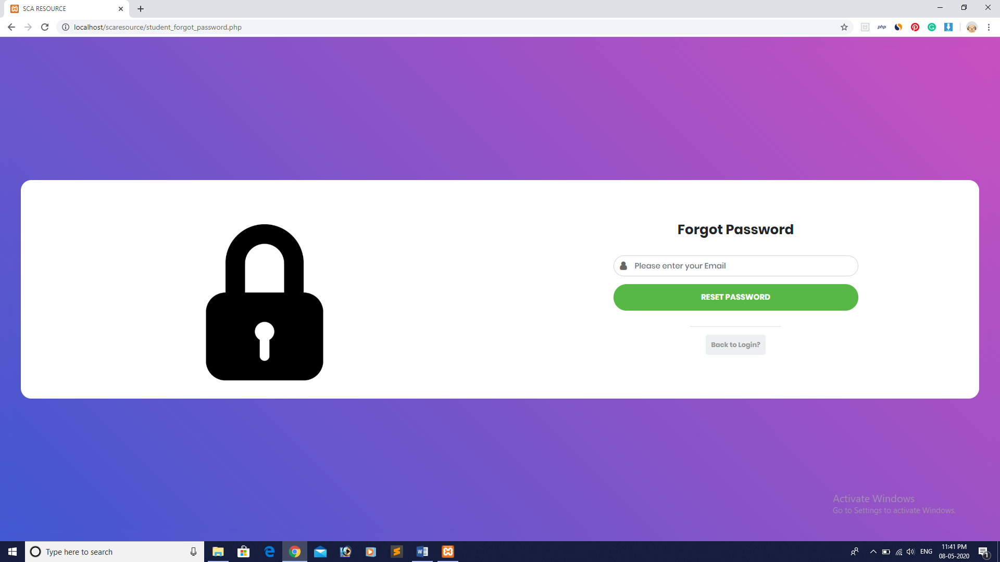 SCA RESOURCE
localhost/scaresource/student_forgot_password.php
php
Forgot Password
Please enter your Email
RESET PASSWORD
Back to Login?
Activate Windows
Go to Settings to activate Windows.
Type here to search
ENG
11:41 PM
08-05-2020
1